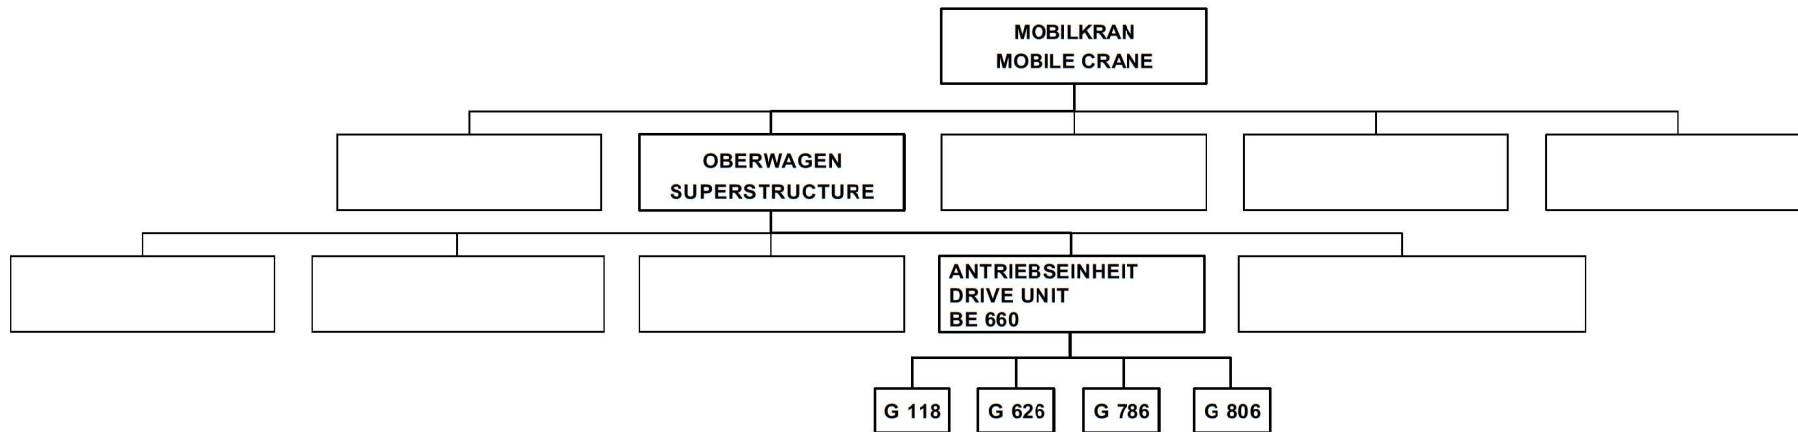 MOBILKRAN
MOBILE CRANE
OBERWAGEN
SUPERSTRUCTURE
ANTRIEBSEINHEIT
DRIVE UNIT
BE 660
G 118
G 626
G 786
G 806